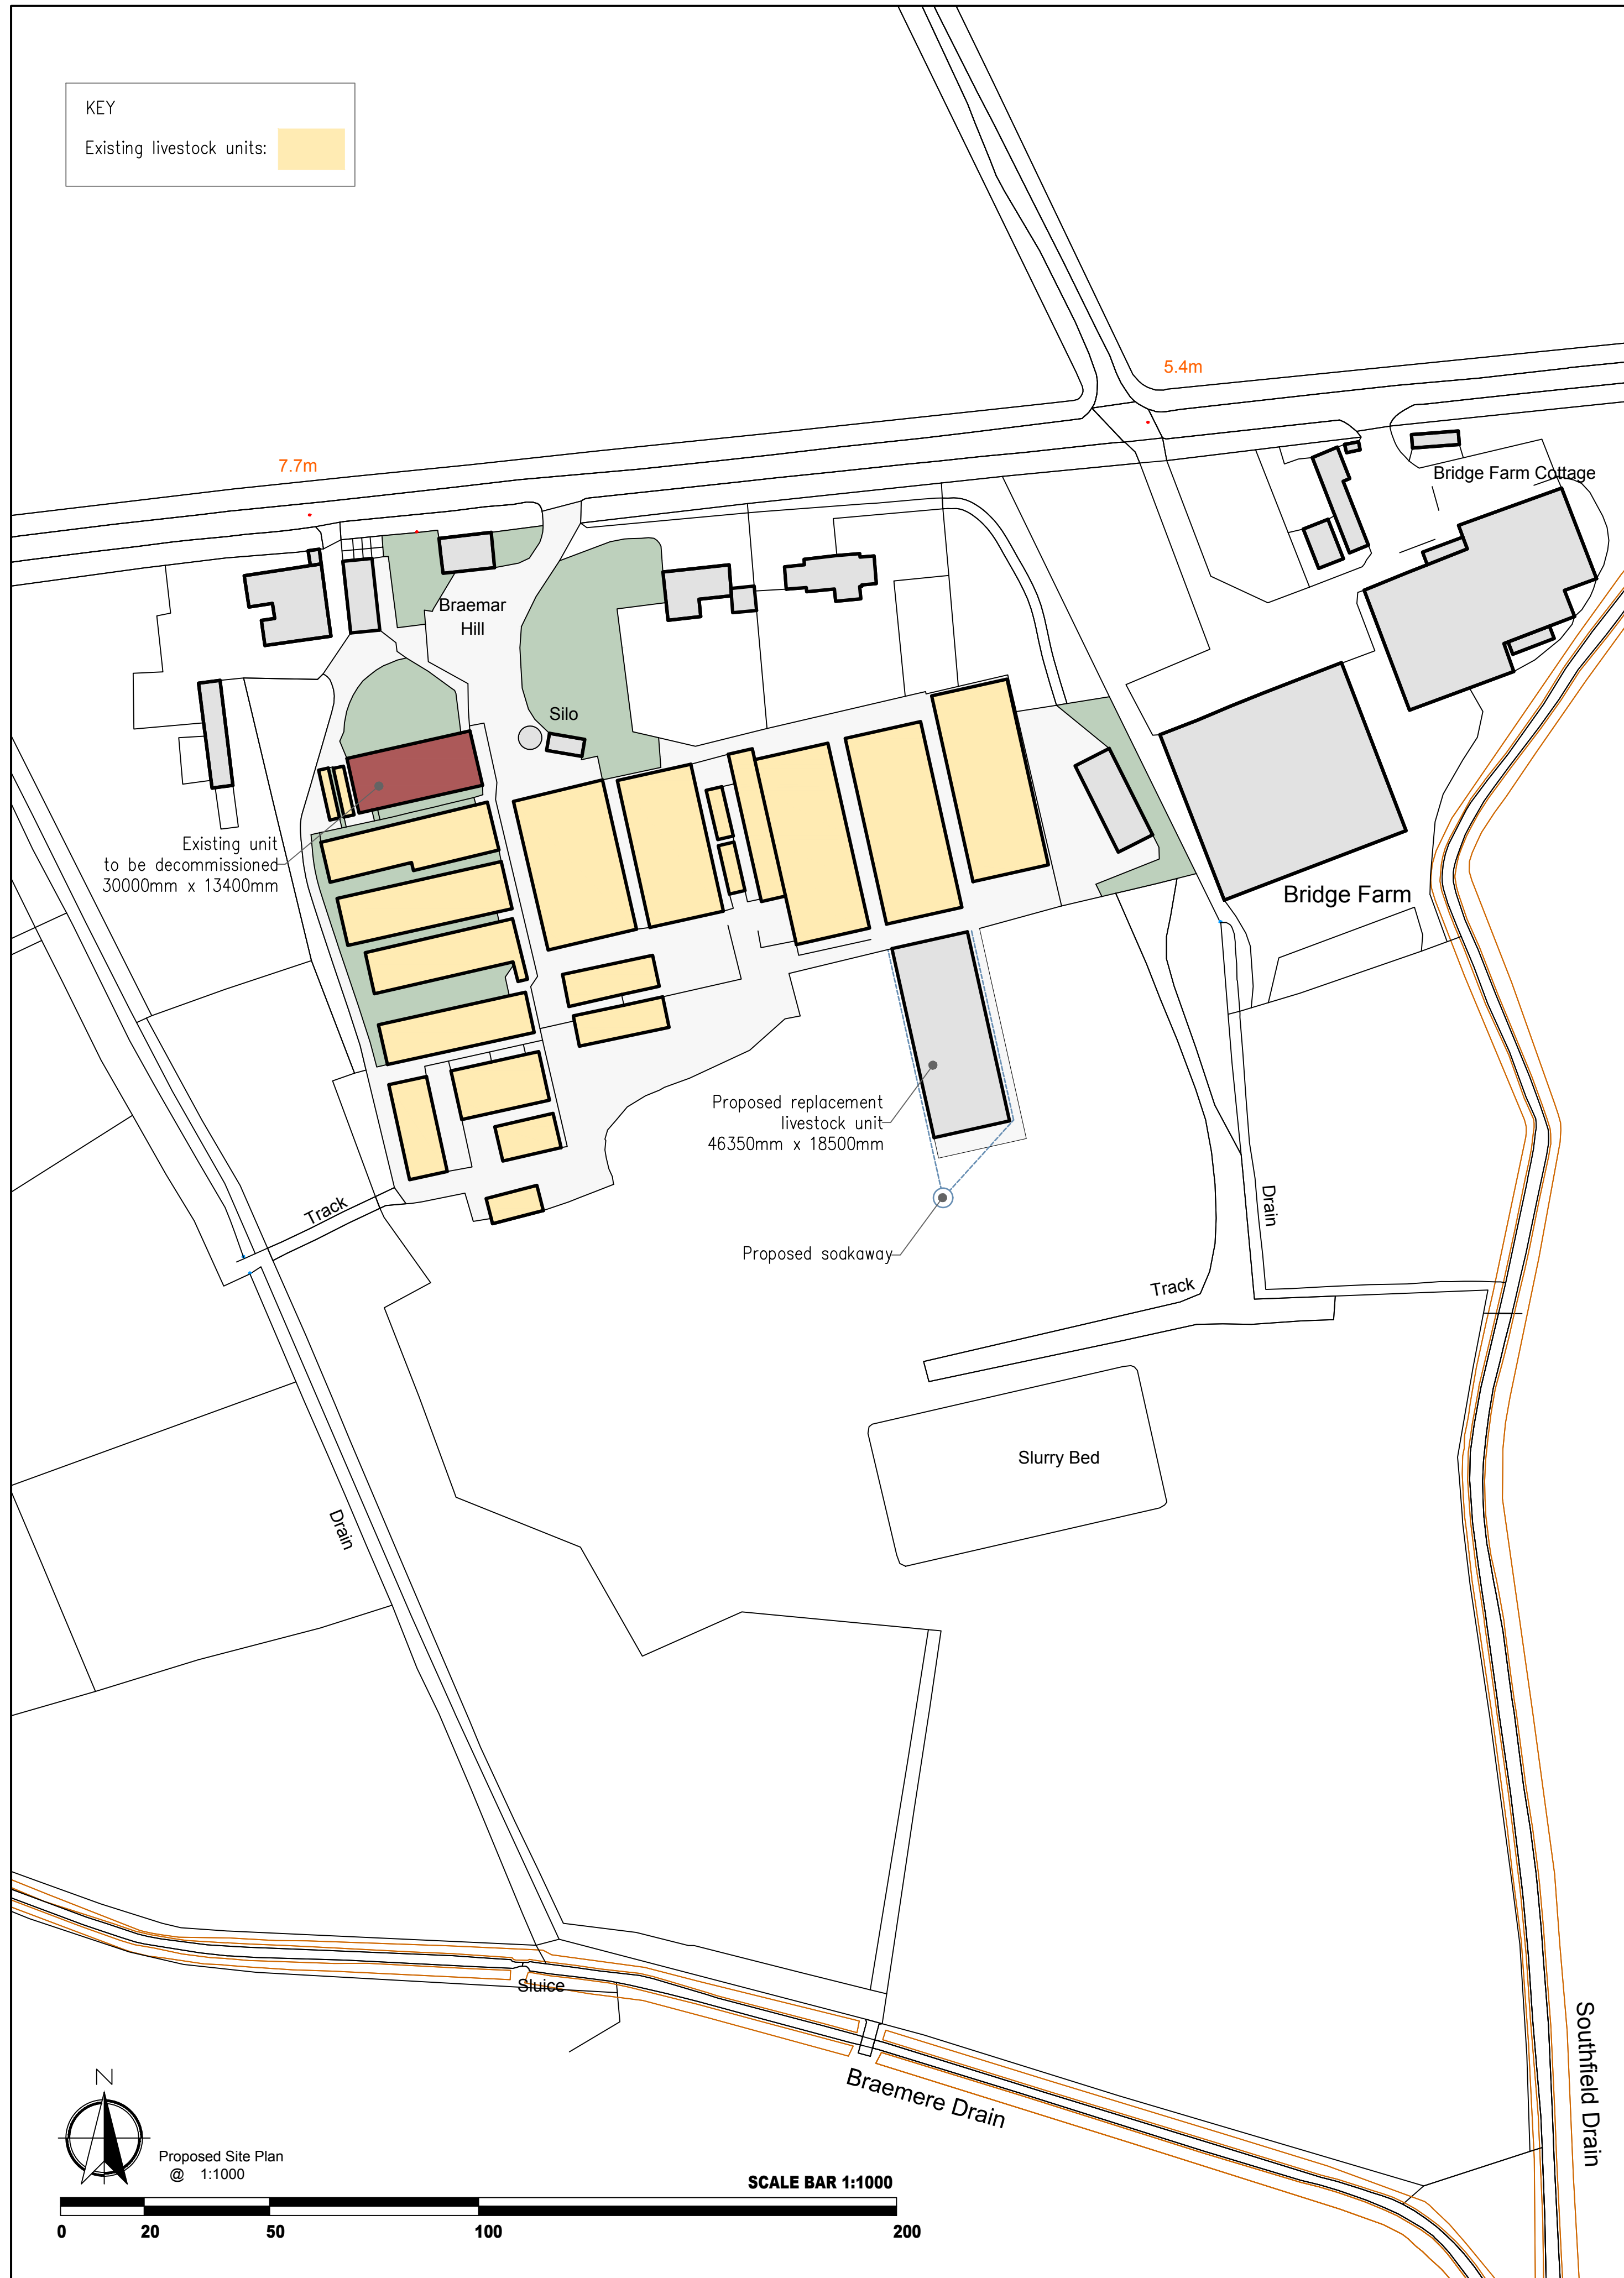 KEY
Existing livestock units:
5.4m
7.7m
Bridge Farm Cottage
Braemar
Hill
Silo
Existing unit
to be decommissioned
30000mm x 13400mm
Bridge Farm
Proposed replacement
livestock unit
46350mm x 18500mm
Track
Drain
Proposed soakaway
Track
Slurry Bed
Drain
Sluice
Braemere Drain
Southfield Drain
N
Proposed Site Plan
@ 1:1000
SCALE BAR 1:1000
0 20 50 100 200